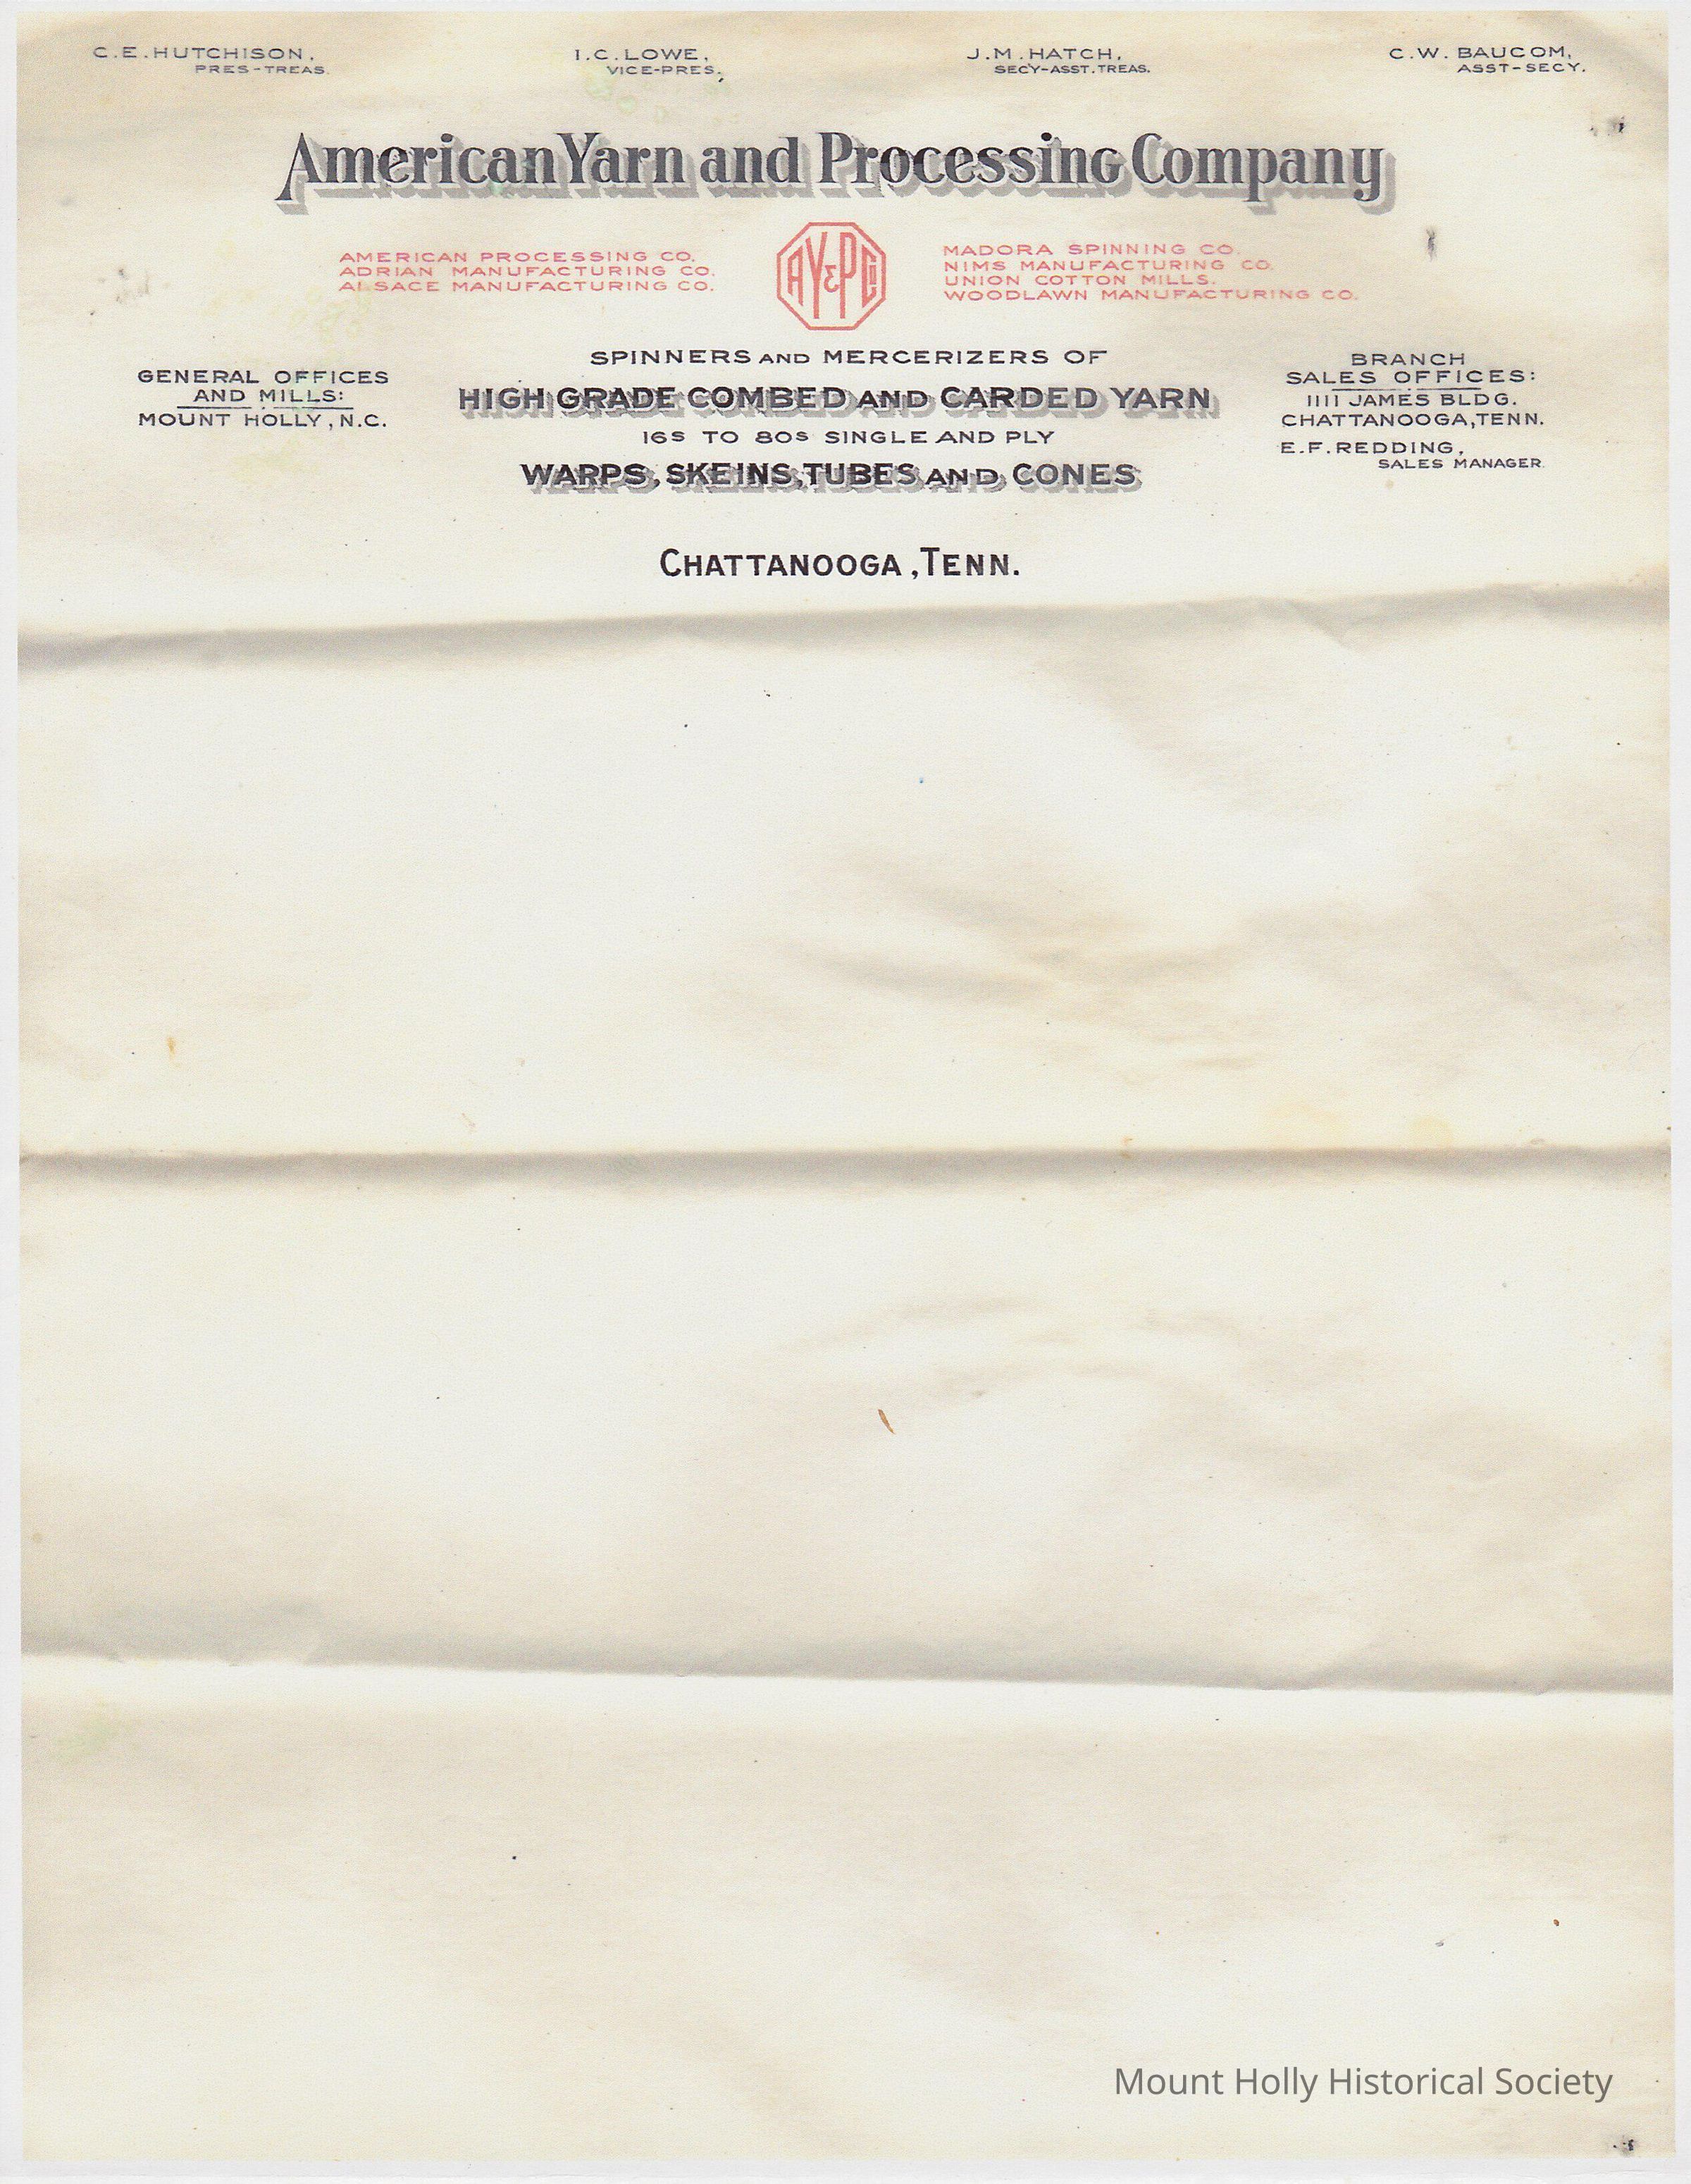 C.E. HUTCHISON,
PRES-TREAS.
I.C. LOWE,
VICE-PRES.
J.M. HATCH,
SECY-ASST. TREAS.
C.W. BAUCOM,
ASST-SECY.
American Yarn and Processing Company
AMERICAN PROCESSING CO.
ADRIAN MANUFACTURING CO.
ALSACE MANUFACTURING CO.
AY&PCO
MADORA SPINNING CO.
NIMS MANUFACTURING CO.
UNION COTTON MILLS.
WOODLAWN MANUFACTURING CO.
GENERAL OFFICES
AND MILLS:
MOUNT HOLLY, N.C.
SPINNERS AND MERCERIZERS OF
HIGH GRADE COMBED AND CARDED YARN
16s TO 80s SINGLE AND PLY
WARPS, SKEINS, TUBES AND CONES
BRANCH
SALES OFFICES:
1111 JAMES BLDG.
CHATTANOOGA, TENN.
E.F. REDDING,
SALES MANAGER.
CHATTANOOGA, TENN.
Mount Holly Historical Society